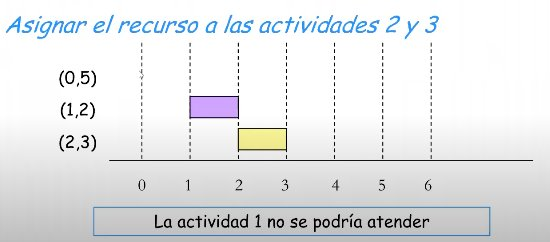 Asignar el recurso a las actividades 2 y 3
(0,5)
(1,2)
(2,3)
0 1 2 3 4 5 6
La actividad 1 no se podría atender